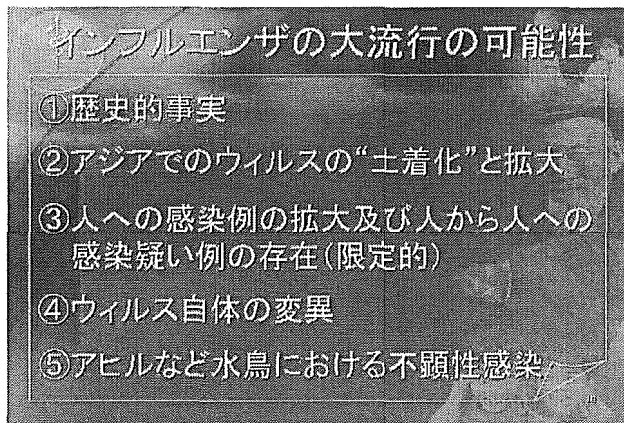 インフルエンザの大流行の可能性
①歴史的事実
②アジアでのウィルスの“土着化”と拡大
③人への感染例の拡大及び人から人への
感染疑い例の存在(限定的)
④ウィルス自体の変異
⑤アヒルなど水鳥における不顕性感染